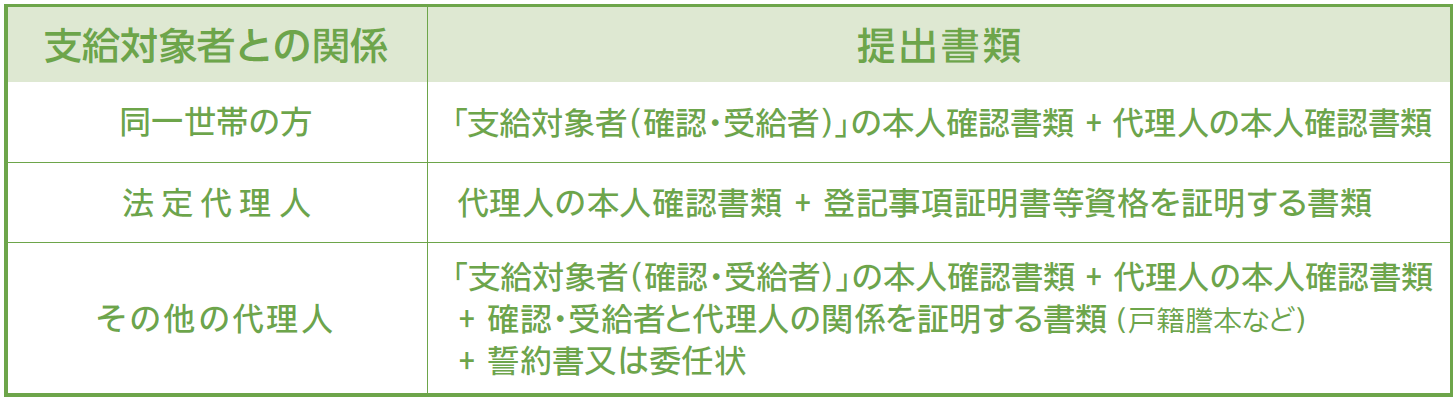 支給対象者との関係
提出書類
同一世帯の方
「支給対象者(確認・受給者)」の本人確認書類 + 代理人の本人確認書類
法定代理人
代理人の本人確認書類 + 登記事項証明書等資格を証明する書類
その他の代理人
「支給対象者(確認・受給者)」の本人確認書類 + 代理人の本人確認書類
+ 確認・受給者と代理人の関係を証明する書類 (戸籍謄本など)
+ 誓約書又は委任状